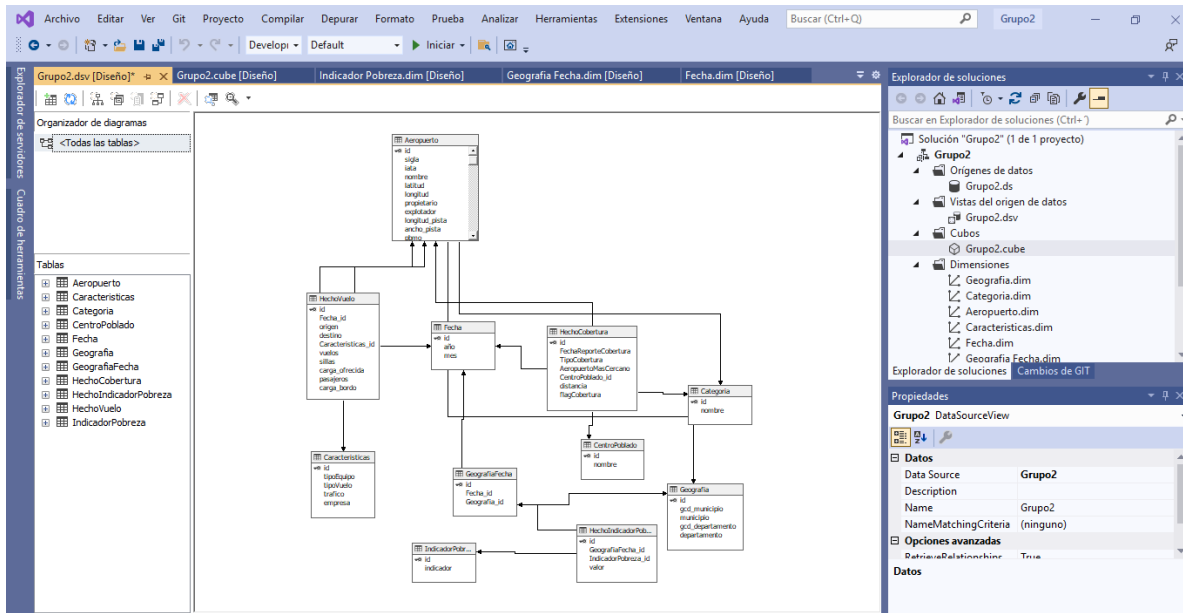 Archivo Editar Ver Git Proyecto Compilar Depurar Formato Prueba Analizar Herramientas Extensiones Ventana Ayuda Buscar (Ctrl+Q) Grupo2
Develop Default Iniciar
Explorador de servidores
Cuadro de herramientas
Grupo2.dsv [Diseño]* Grupo2.cube [Diseño] Indicador Pobreza.dim [Diseño] Geografia Fecha.dim [Diseño] Fecha.dim [Diseño]
Organizador de diagramas
<Todas las tablas>
Tablas
Aeropuerto
Caracteristicas
Categoria
CentroPoblado
Fecha
Geografia
GeografiaFecha
HechoCobertura
HechoIndicadorPobreza
HechoVuelo
IndicadorPobreza
Aeropuerto
id
sigla
iata
nombre
latitud
longitud
propietario
explotador
longitud_pista
ancho_pista
pbmo
HechoVuelo
id
Fecha_id
origen
destino
Caracteristicas_id
vuelos
sillas
carga_ofrecida
pasajeros
carga_bordo
Fecha
id
año
mes
HechoCobertura
id
FechaReporteCobertura
TipoCobertura
AeropuertoMasCercano
CentroPoblado_id
distancia
flagCobertura
Categoria
id
nombre
CentroPoblado
id
nombre
Caracteristicas
id
tipoEquipo
tipoVuelo
trafico
empresa
GeografiaFecha
id
Fecha_id
Geografia_id
Geografia
id
gcd_municipio
municipio
gcd_departamento
departamento
HechoIndicadorPob...
id
GeografiaFecha_id
IndicadorPobreza_id
valor
IndicadorPobr...
id
indicador
Explorador de soluciones
Buscar en Explorador de soluciones (Ctrl+´)
Solución "Grupo2" (1 de 1 proyecto)
Grupo2
Orígenes de datos
Grupo2.ds
Vistas del origen de datos
Grupo2.dsv
Cubos
Grupo2.cube
Dimensiones
Geografia.dim
Categoria.dim
Aeropuerto.dim
Caracteristicas.dim
Fecha.dim
Geografia Fecha.dim
Explorador de soluciones Cambios de GIT
Propiedades
Grupo2 DataSourceView
Datos
Data Source Grupo2
Description
Name Grupo2
NameMatchingCriteria (ninguno)
Opciones avanzadas
RetrieveRelationships True
Datos